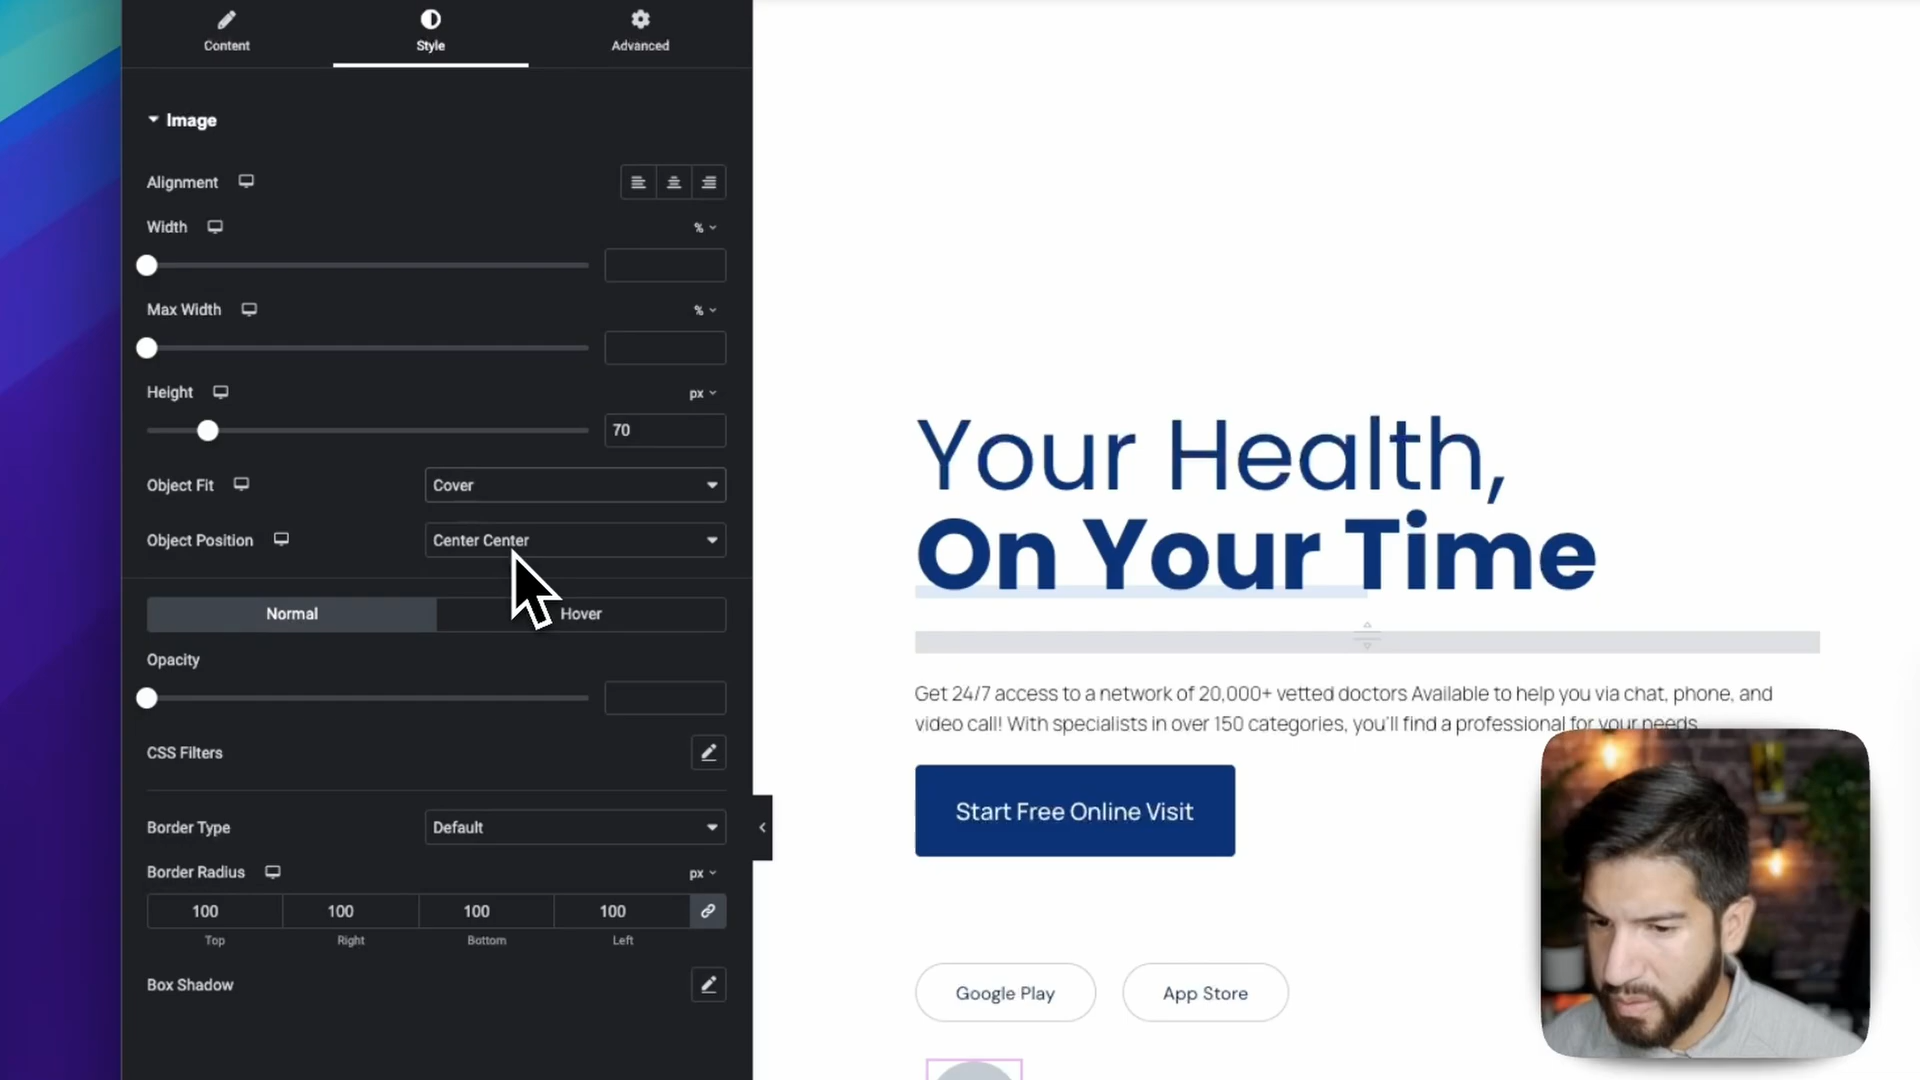 Content
Style
Advanced
Image
Alignment
Width
%
Max Width
%
Height
px
70
Object Fit
Cover
Object Position
Center Center
Normal
Hover
Opacity
CSS Filters
Border Type
Default
Border Radius
px
100
100
100
100
Top
Right
Bottom
Left
Box Shadow
Your Health,
On Your Time
Get 24/7 access to a network of 20,000+ vetted doctors Available to help you via chat, phone, and
video call! With specialists in over 150 categories, you'll find a professional for your needs
Start Free Online Visit
Google Play
App Store